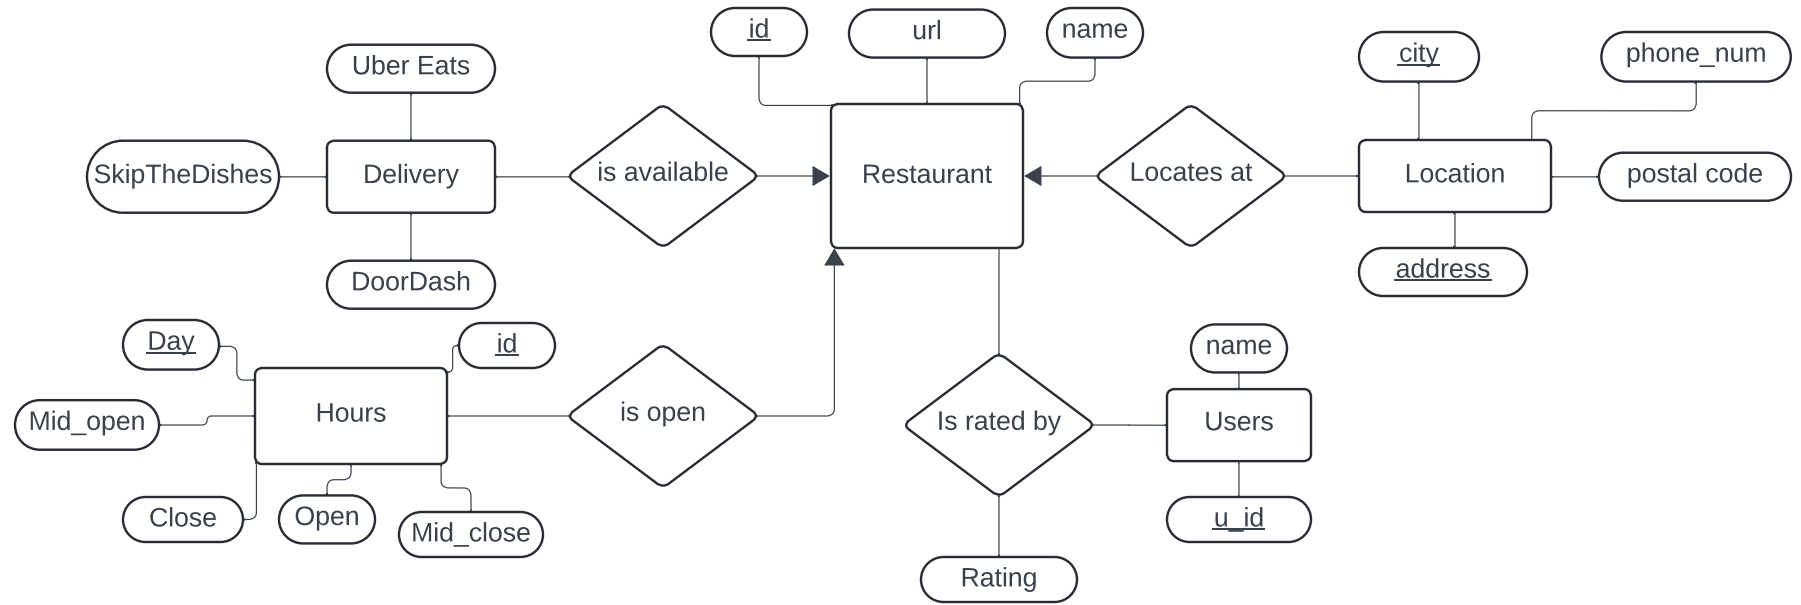 id
url
name
city
phone_num
Uber Eats
SkipTheDishes
Delivery
is available
Restaurant
Locates at
Location
postal code
DoorDash
address
Day
id
name
Mid_open
Hours
is open
Is rated by
Users
Close
Open
Mid_close
u_id
Rating